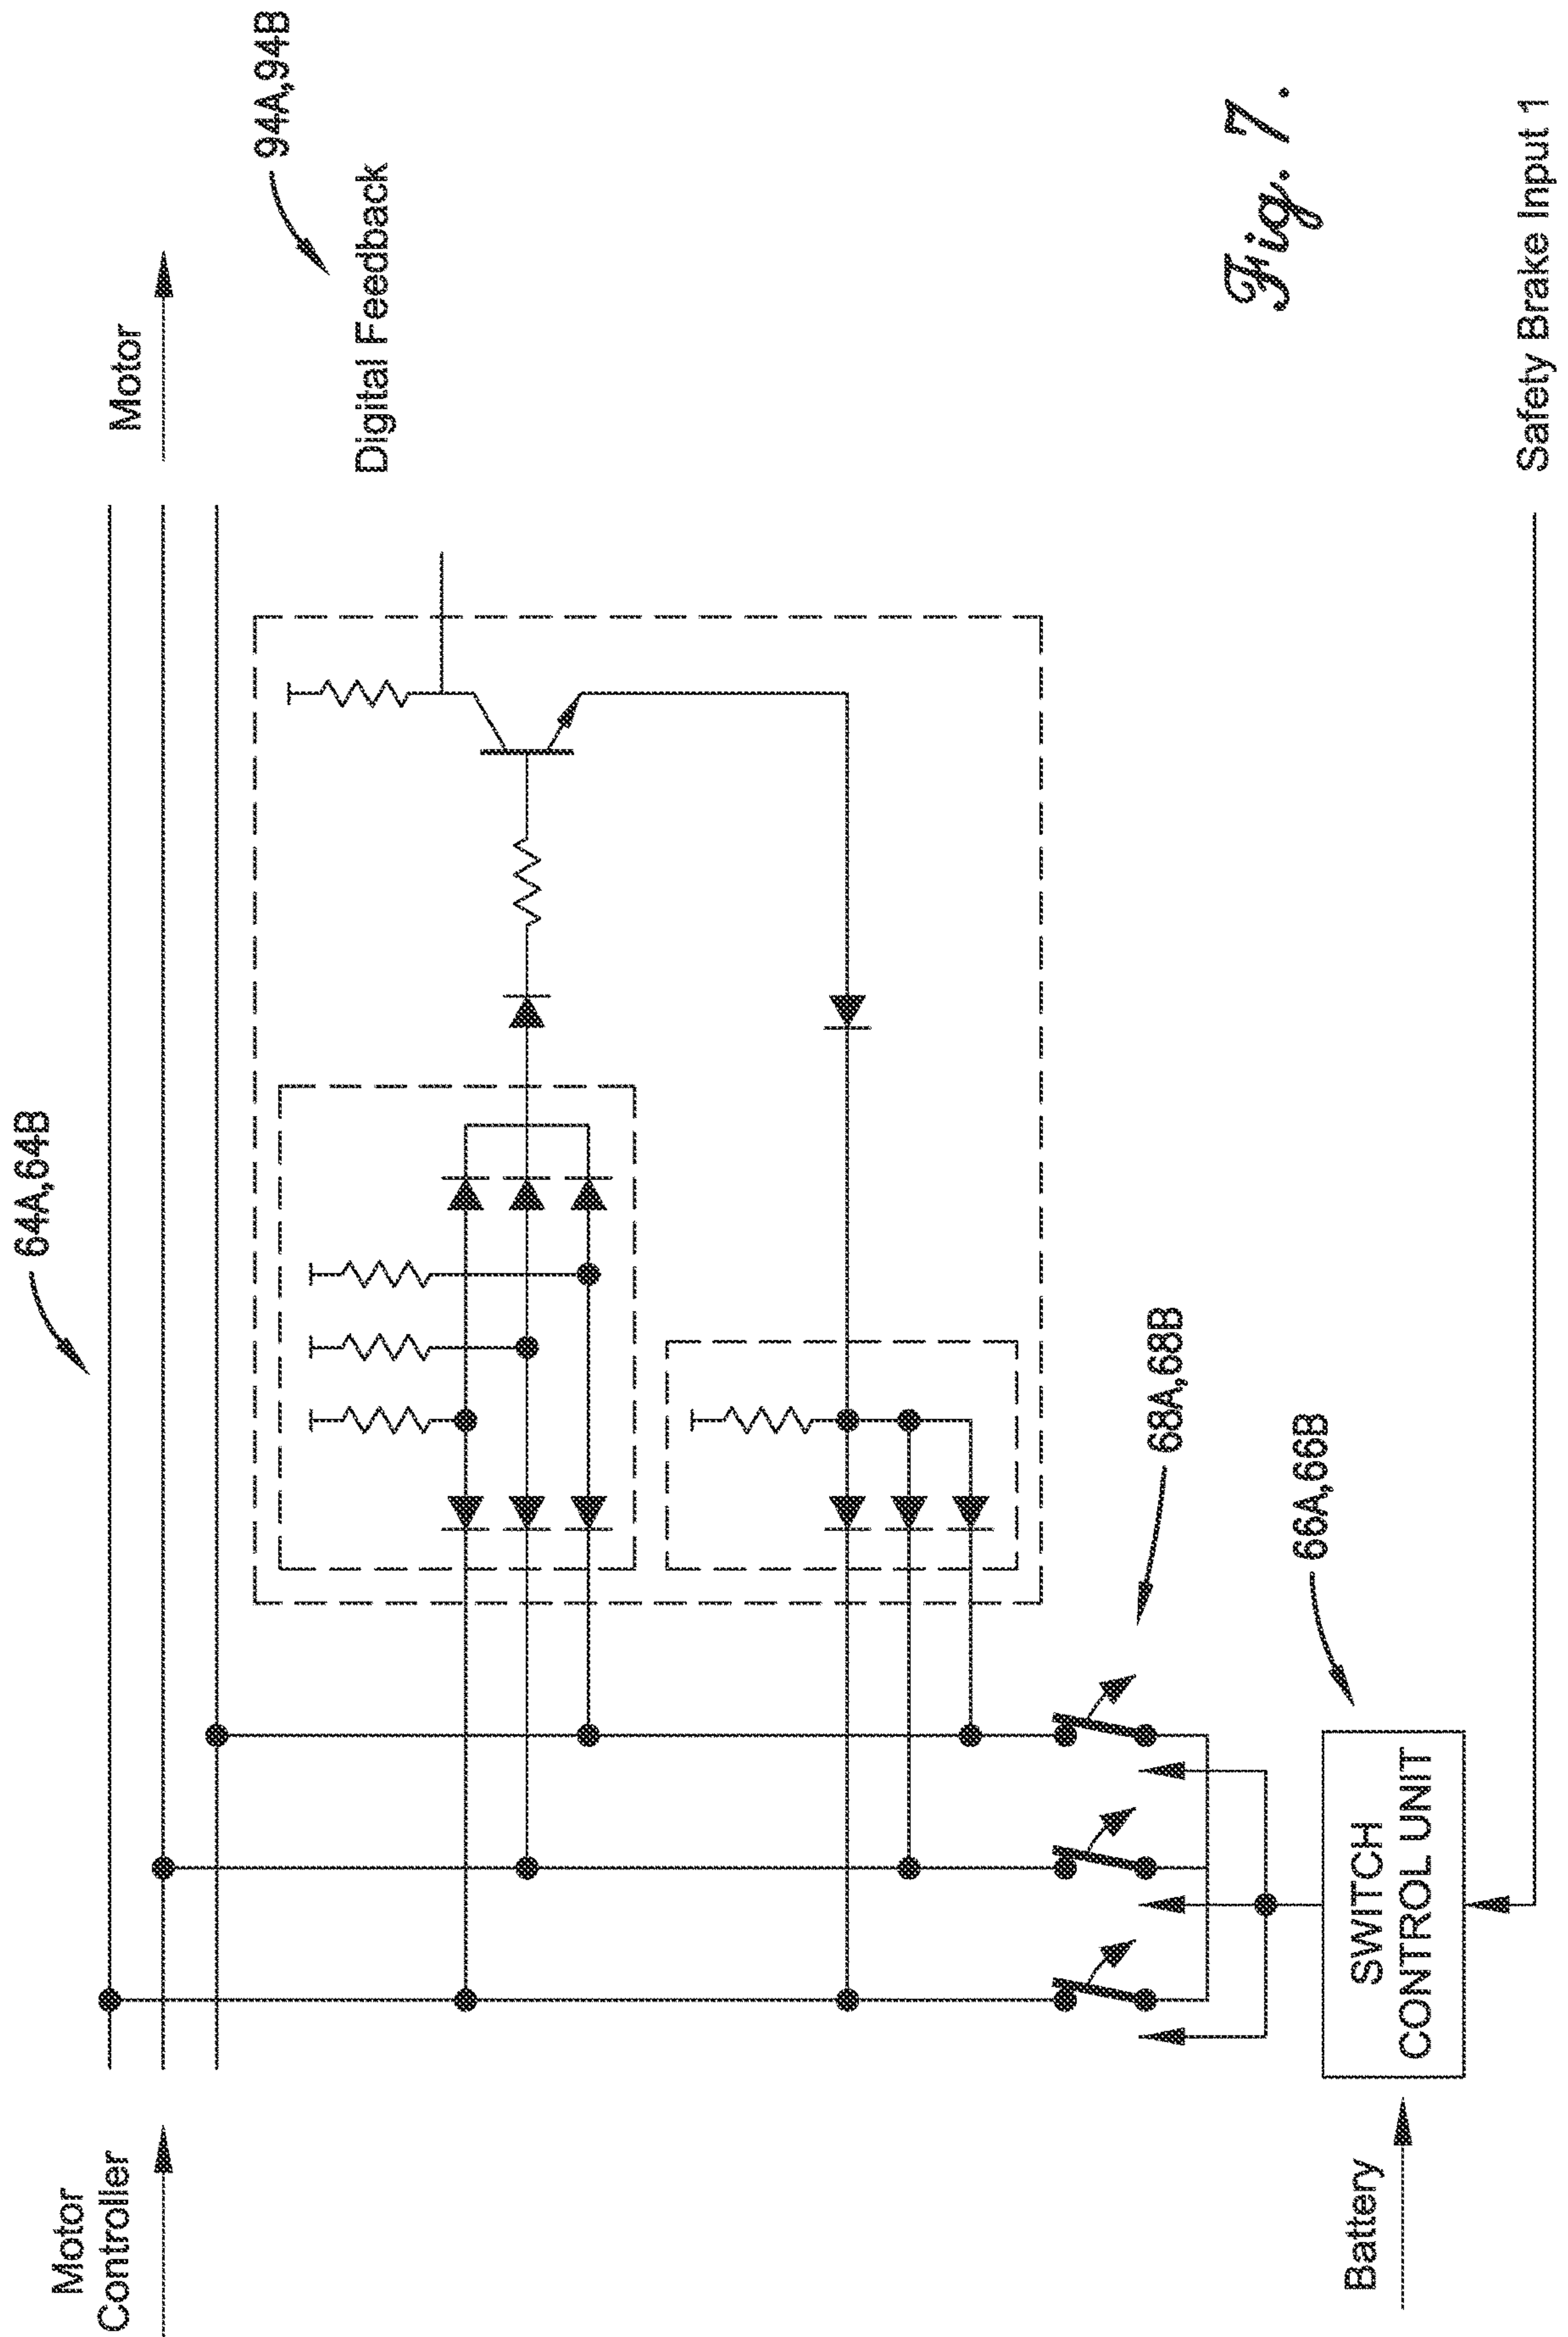 Motor
Controller
64A,64B
Motor
94A,94B
Digital Feedback
68A,68B
66A,66B
SWITCH
CONTROL UNIT
Battery
Safety Brake Input 1
Fig. 7.